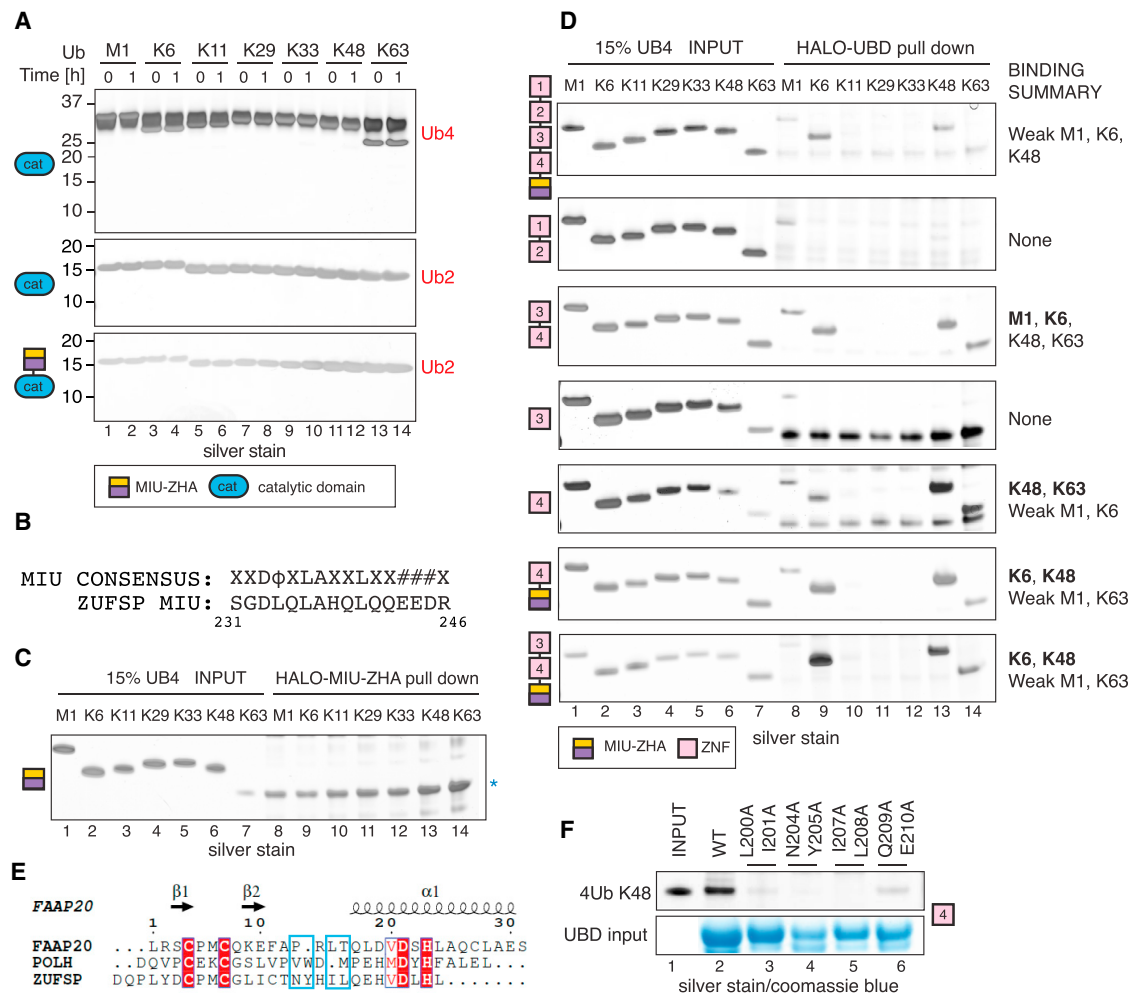 A
Ub M1 K6 K11 K29 K33 K48 K63
Time [h] 0 1 0 1 0 1 0 1 0 1 0 1 0 1
37
25
20
15
10
cat
Ub4
20
15
10
cat
Ub2
20
15
10
cat
Ub2
1 2 3 4 5 6 7 8 9 10 11 12 13 14
silver stain
MIU-ZHA cat catalytic domain
B
MIU CONSENSUS: XXDφXLAXXLXX###X
ZUFSP MIU: SGDLQLAHQLQQEEDR
231 246
C
15% UB4 INPUT HALO-MIU-ZHA pull down
M1 K6 K11 K29 K33 K48 K63 M1 K6 K11 K29 K33 K48 K63
*
1 2 3 4 5 6 7 8 9 10 11 12 13 14
silver stain
D
15% UB4 INPUT HALO-UBD pull down
M1 K6 K11 K29 K33 K48 K63 M1 K6 K11 K29 K33 K48 K63
BINDING
SUMMARY
1
2
3
4
Weak M1, K6,
K48
1
2
None
3
4
M1, K6,
K48, K63
3
None
4
K48, K63
Weak M1, K6
4
K6, K48
Weak M1, K63
3
4
K6, K48
Weak M1, K63
1 2 3 4 5 6 7 8 9 10 11 12 13 14
silver stain
MIU-ZHA ZNF
E
β1 β2 α1
FAAP20
1 10 20 30
FAAP20 ...LRSCPMCQKEFAP.RLTQLDVDSHLAQCLAES
POLH ..DQVPCEKCGSLVPVWD.MPEHMDYHFALEL....
ZUFSP DQPLYDCPMCGLICTNYHILQEHVDLHL........
F
INPUT
WT
L200A
I201A
N204A
Y205A
I207A
L208A
Q209A
E210A
4Ub K48
4
UBD input
1 2 3 4 5 6
silver stain/coomassie blue